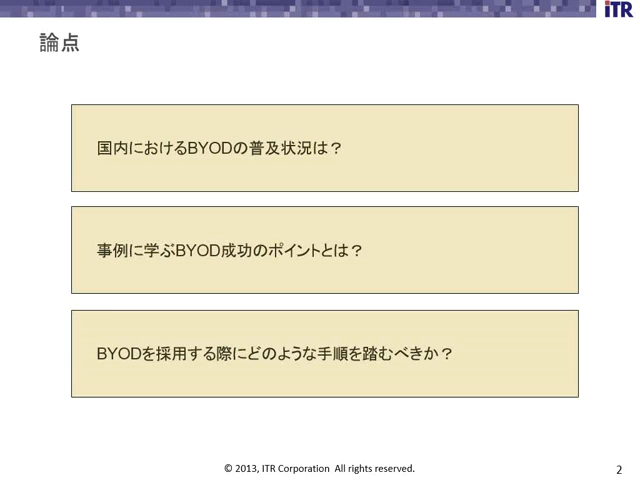 iTR
論点
国内におけるBYODの普及状況は？
事例に学ぶBYOD成功のポイントとは？
BYODを採用する際にどのような手順を踏むべきか？
© 2013, ITR Corporation All rights reserved.
2